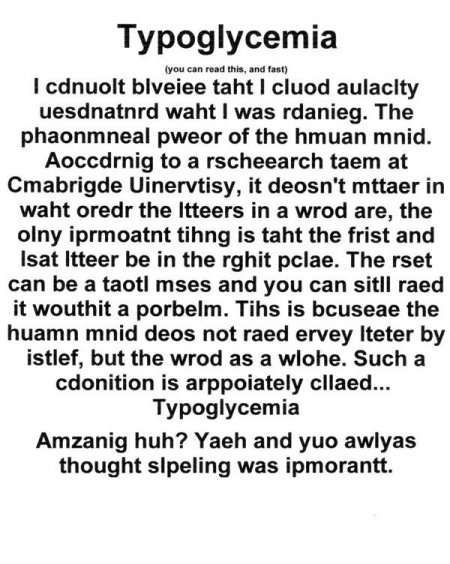 Typoglycemia
(you can read this, and fast)
I cdnuolt blveiee taht I cluod aulaclty
uesdnatnrd waht I was rdanieg. The
phaonmneal pweor of the hmuan mnid.
Aoccdrnig to a rscheearch taem at
Cmabrigde Uinervtisy, it deosn't mttaer in
waht oredr the ltteers in a wrod are, the
olny iprmoatnt tihng is taht the frist and
lsat ltteer be in the rghit pclae. The rset
can be a taotl mses and you can sitll raed
it wouthit a porbelm. Tihs is bcuseae the
huamn mnid deos not raed ervey lteter by
istlef, but the wrod as a wlohe. Such a
cdonition is arppoiately cllaed...
Typoglycemia
Amzanig huh? Yaeh and yuo awlyas
thought slpeling was ipmorantt.